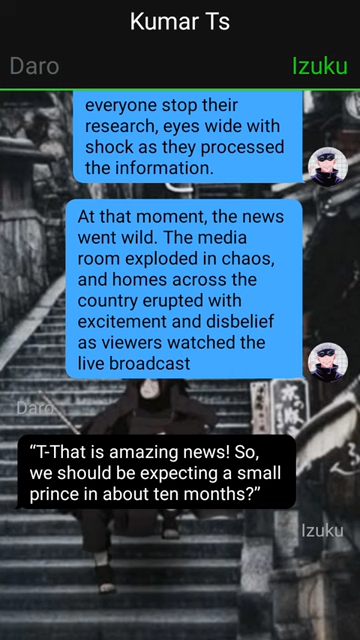 Kumar Ts
Daro
Izuku
everyone stop their
research, eyes wide with
shock as they processed
the information.
At that moment, the news
went wild. The media
room exploded in chaos,
and homes across the
country erupted with
excitement and disbelief
as viewers watched the
live broadcast
Daro
“T-That is amazing news! So,
we should be expecting a small
prince in about ten months?”
Izuku